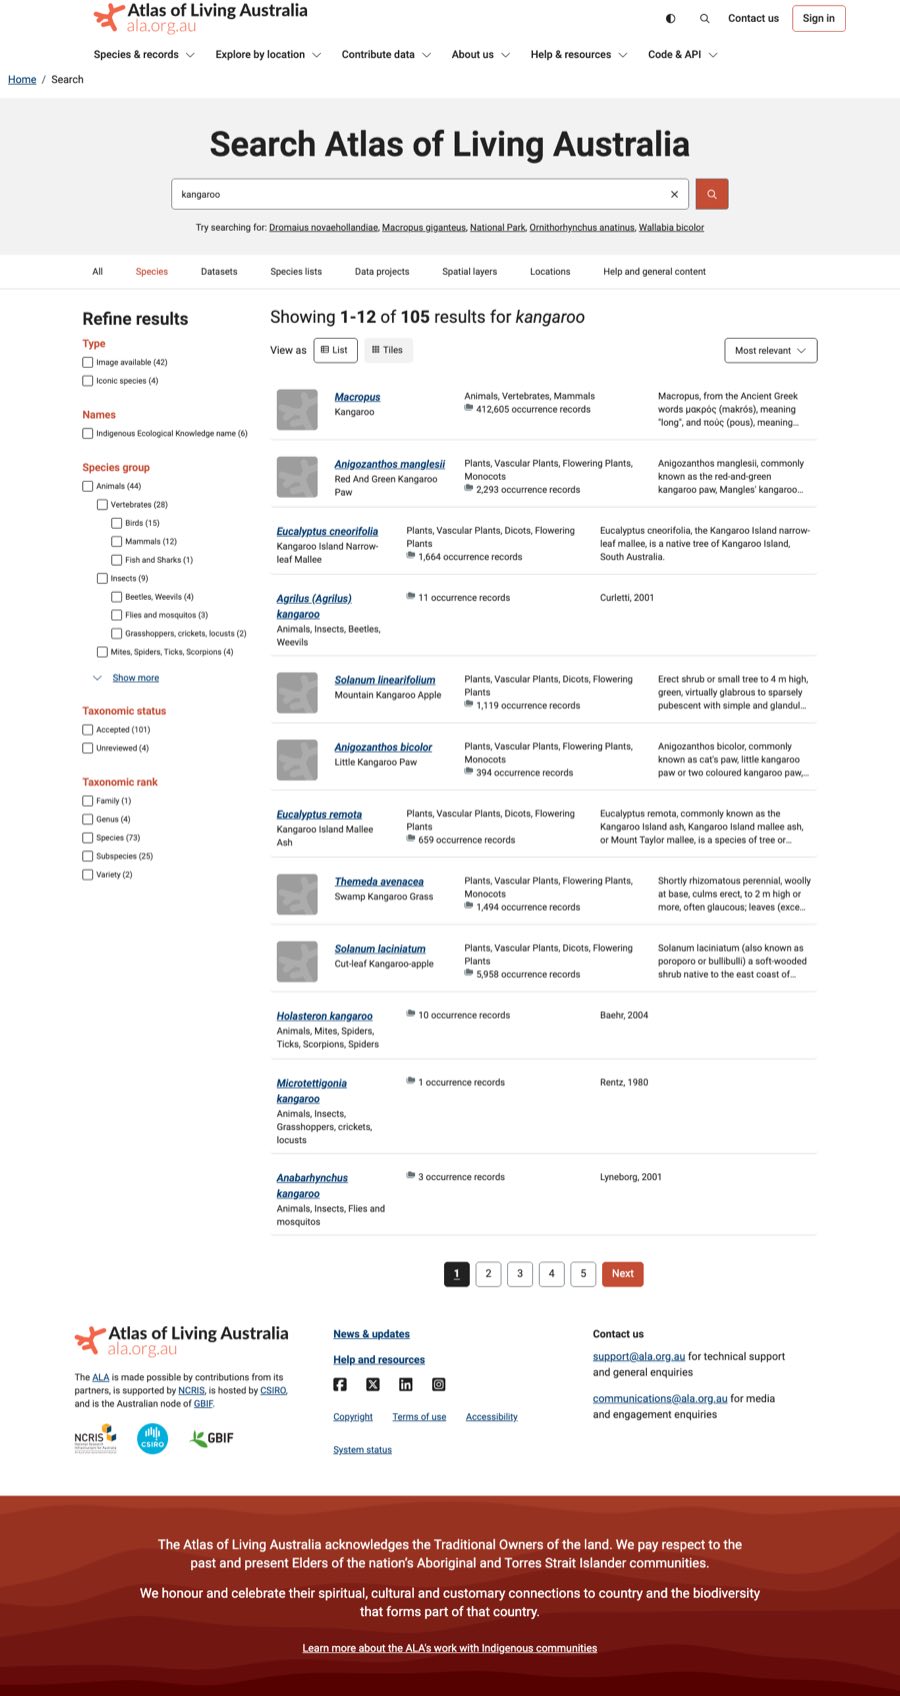 Atlas of Living Australia
ala.org.au
Contact us
Sign in
Species & records
Explore by location
Contribute data
About us
Help & resources
Code & API
Home / Search
Search Atlas of Living Australia
kangaroo
Try searching for: Dromaius novaehollandiae, Macropus giganteus, National Park, Ornithorhynchus anatinus, Wallabia bicolor
All
Species
Datasets
Species lists
Data projects
Spatial layers
Locations
Help and general content
Refine results
Type
Image available (42)
Iconic species (4)
Names
Indigenous Ecological Knowledge name (6)
Species group
Animals (44)
Vertebrates (28)
Birds (15)
Mammals (12)
Fish and Sharks (1)
Insects (9)
Beetles, Weevils (4)
Flies and mosquitos (3)
Grasshoppers, crickets, locusts (2)
Mites, Spiders, Ticks, Scorpions (4)
Show more
Taxonomic status
Accepted (101)
Unreviewed (4)
Taxonomic rank
Family (1)
Genus (4)
Species (73)
Subspecies (25)
Variety (2)
Showing 1-12 of 105 results for kangaroo
View as
List
Tiles
Most relevant
Macropus
Kangaroo
Animals, Vertebrates, Mammals
412,605 occurrence records
Macropus, from the Ancient Greek
words μακρός (makrós), meaning
"long", and πούς (pous), meaning...
Anigozanthos manglesii
Red And Green Kangaroo
Paw
Plants, Vascular Plants, Flowering Plants,
Monocots
2,293 occurrence records
Anigozanthos manglesii, commonly
known as the red-and-green
kangaroo paw, Mangles' kangaroo...
Eucalyptus cneorifolia
Kangaroo Island Narrow-
leaf Mallee
Plants, Vascular Plants, Dicots, Flowering
Plants
1,664 occurrence records
Eucalyptus cneorifolia, the Kangaroo Island narrow-
leaf mallee, is a native tree of Kangaroo Island,
South Australia.
Agrilus (Agrilus)
kangaroo
Animals, Insects, Beetles,
Weevils
11 occurrence records
Curletti, 2001
Solanum linearifolium
Mountain Kangaroo Apple
Plants, Vascular Plants, Dicots, Flowering
Plants
1,119 occurrence records
Erect shrub or small tree to 4 m high,
green, virtually glabrous to sparsely
pubescent with simple and glandul...
Anigozanthos bicolor
Little Kangaroo Paw
Plants, Vascular Plants, Flowering Plants,
Monocots
394 occurrence records
Anigozanthos bicolor, commonly
known as cat's paw, little kangaroo
paw or two coloured kangaroo paw,...
Eucalyptus remota
Kangaroo Island Mallee
Ash
Plants, Vascular Plants, Dicots, Flowering
Plants
659 occurrence records
Eucalyptus remota, commonly known as the
Kangaroo Island ash, Kangaroo Island mallee ash,
or Mount Taylor mallee, is a species of tree or...
Themeda avenacea
Swamp Kangaroo Grass
Plants, Vascular Plants, Flowering Plants,
Monocots
1,494 occurrence records
Shortly rhizomatous perennial, woolly
at base, culms erect, to 2 m high or
more, often glaucous; leaves (exce...
Solanum laciniatum
Cut-leaf Kangaroo-apple
Plants, Vascular Plants, Dicots, Flowering
Plants
5,958 occurrence records
Solanum laciniatum (also known as
poroporo or bullibulli) a soft-wooded
shrub native to the east coast of...
Holasteron kangaroo
Animals, Mites, Spiders,
Ticks, Scorpions, Spiders
10 occurrence records
Baehr, 2004
Microtettigonia
kangaroo
Animals, Insects,
Grasshoppers, crickets,
locusts
1 occurrence records
Rentz, 1980
Anabarhynchus
kangaroo
Animals, Insects, Flies and
mosquitos
3 occurrence records
Lyneborg, 2001
1
2
3
4
5
Next
Atlas of Living Australia
ala.org.au
The ALA is made possible by contributions from its
partners, is supported by NCRIS, is hosted by CSIRO,
and is the Australian node of GBIF.
NCRIS
CSIRO
GBIF
News & updates
Help and resources
Copyright
Terms of use
Accessibility
System status
Contact us
support@ala.org.au for technical support
and general enquiries
communications@ala.org.au for media
and engagement enquiries
The Atlas of Living Australia acknowledges the Traditional Owners of the land. We pay respect to the
past and present Elders of the nation's Aboriginal and Torres Strait Islander communities.
We honour and celebrate their spiritual, cultural and customary connections to country and the biodiversity
that forms part of that country.
Learn more about the ALA's work with Indigenous communities